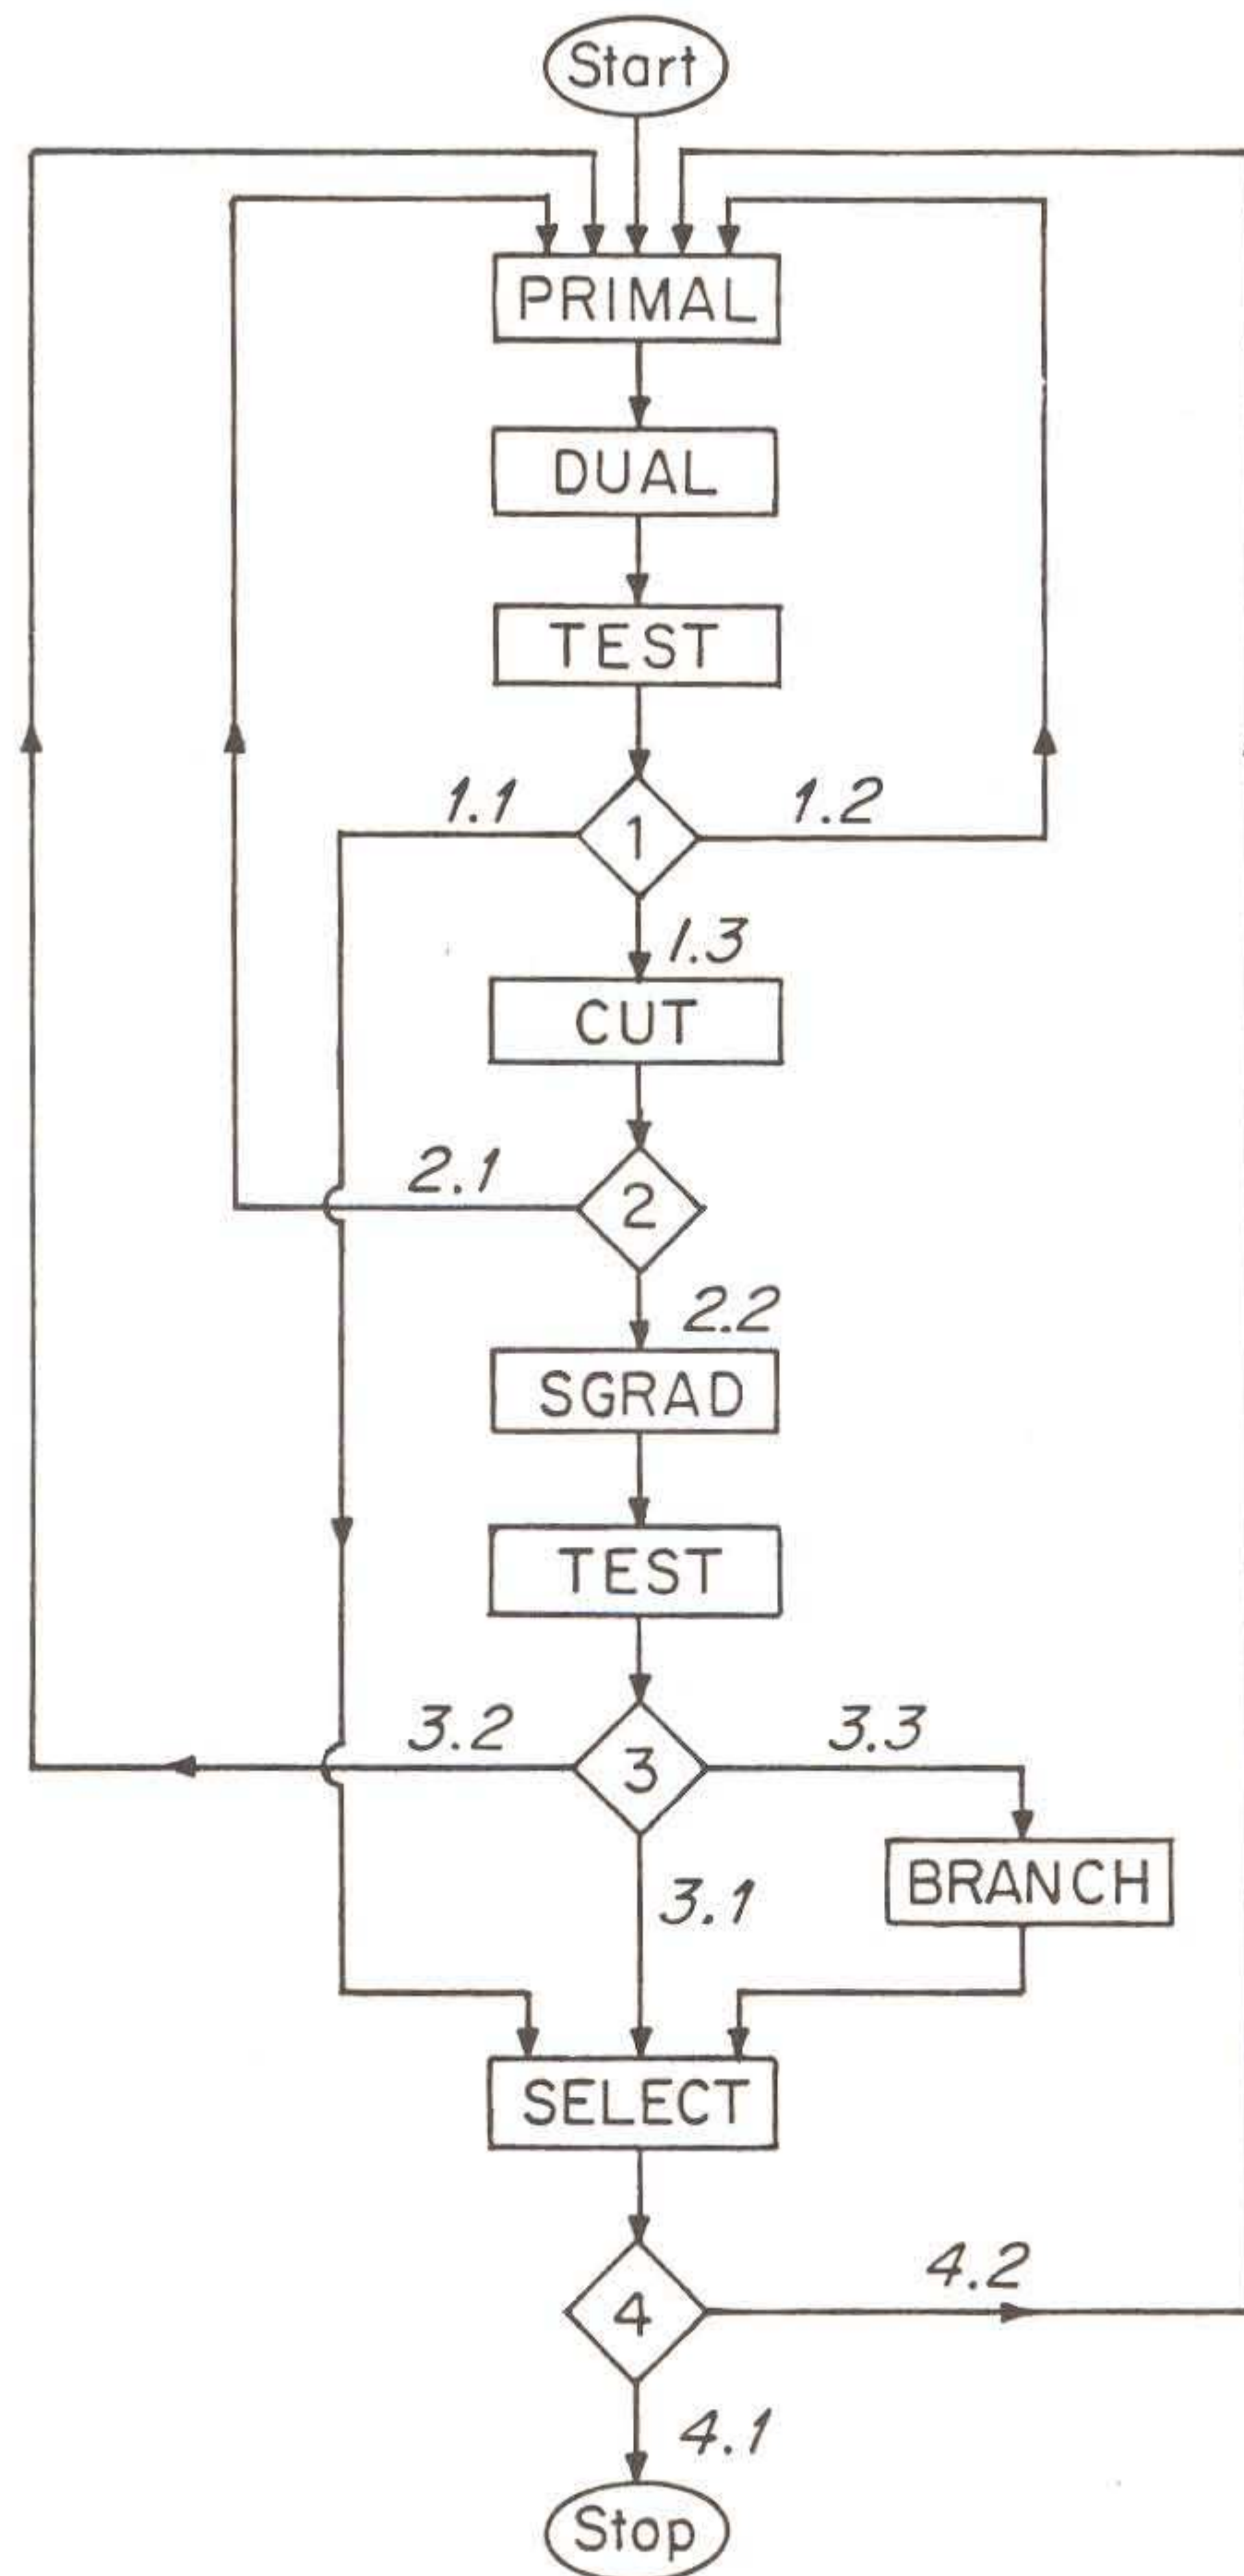 Start
PRIMAL
DUAL
TEST
1.1
1
1.2
1.3
CUT
2.1
2
2.2
SGRAD
TEST
3.2
3
3.3
BRANCH
3.1
SELECT
4
4.2
4.1
Stop